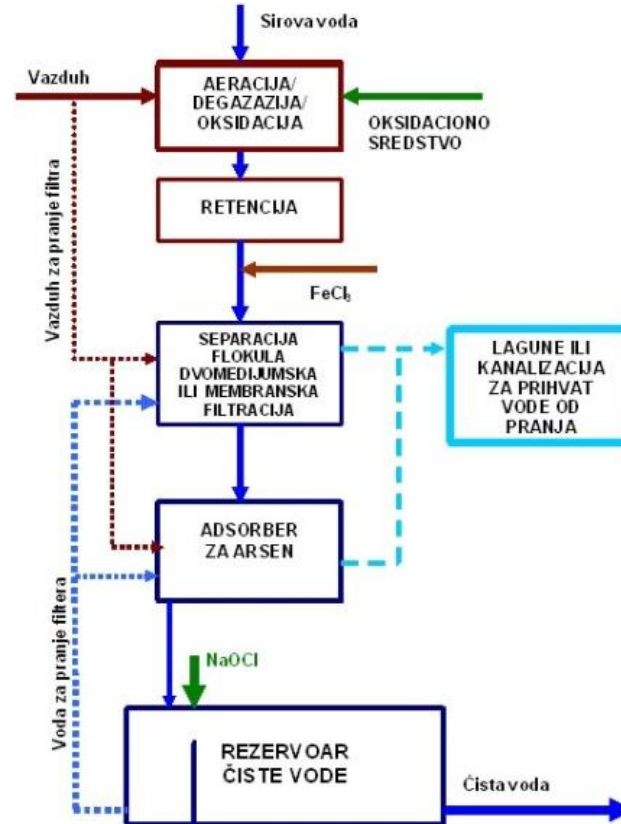 Sirova voda
Vazduh
AERACIJA/
DEGAZAZIJA/
OKSIDACIJA
OKSIDACIONO
SREDSTVO
RETENCIJA
Vazduh za pranje filtra
FeCl₃
SEPARACIJA
FLOKULA
DVOMEDIJUMSKA
ILI MEMBRANSKA
FILTRACIJA
LAGUNE ILI
KANALIZACIJA
ZA PRIHVAT
VODE OD
PRANJA
ADSORBER
ZA ARSEN
Voda za pranje filtera
NaOCl
REZERVOAR
ČISTE VODE
Čista voda